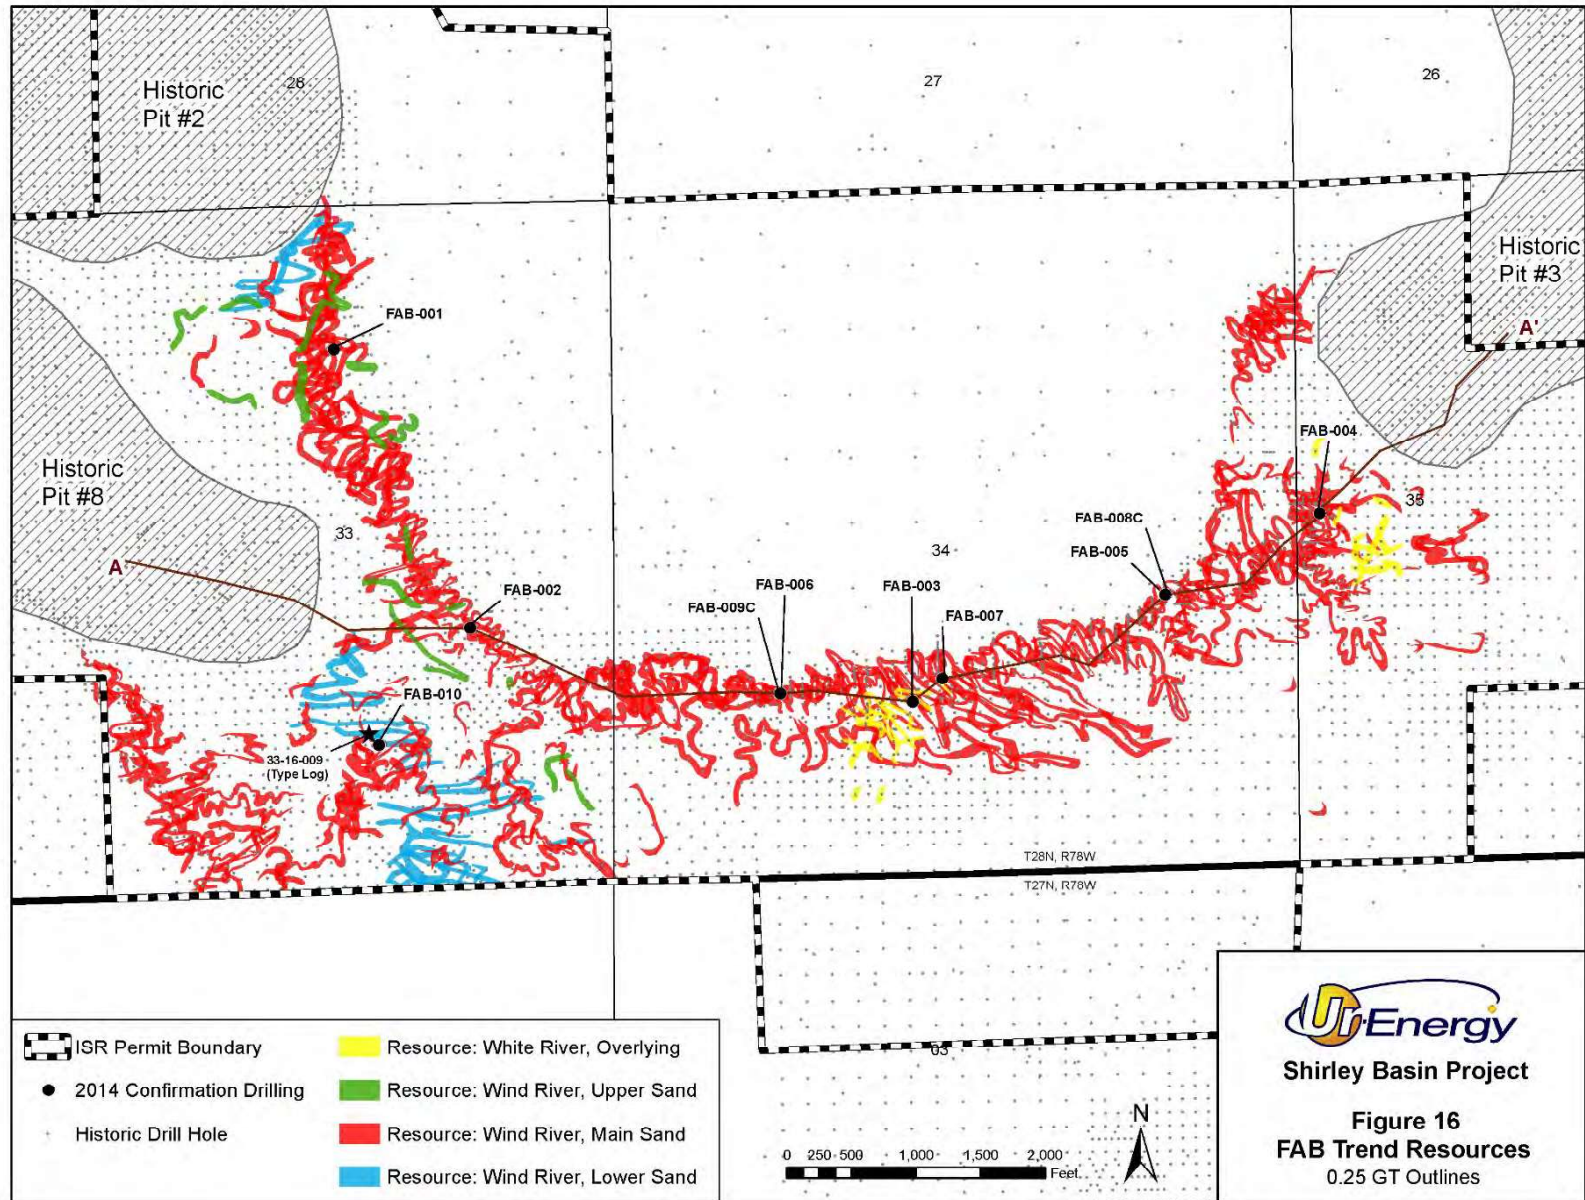 28
27
26
Historic
Pit #2
Historic
Pit #3
FAB-001
A'
FAB-004
Historic
Pit #8
35
33
34
FAB-008C
FAB-005
A
FAB-002
FAB-006
FAB-003
FAB-009C
FAB-007
FAB-010
33-16-009
(Type Log)
T28N, R78W
T27N, R78W
03
ISR Permit Boundary
2014 Confirmation Drilling
Historic Drill Hole
Resource: White River, Overlying
Resource: Wind River, Upper Sand
Resource: Wind River, Main Sand
Resource: Wind River, Lower Sand
0 250 500 1,000 1,500 2,000
Feet
N
Ur-Energy
Shirley Basin Project
Figure 16
FAB Trend Resources
0.25 GT Outlines